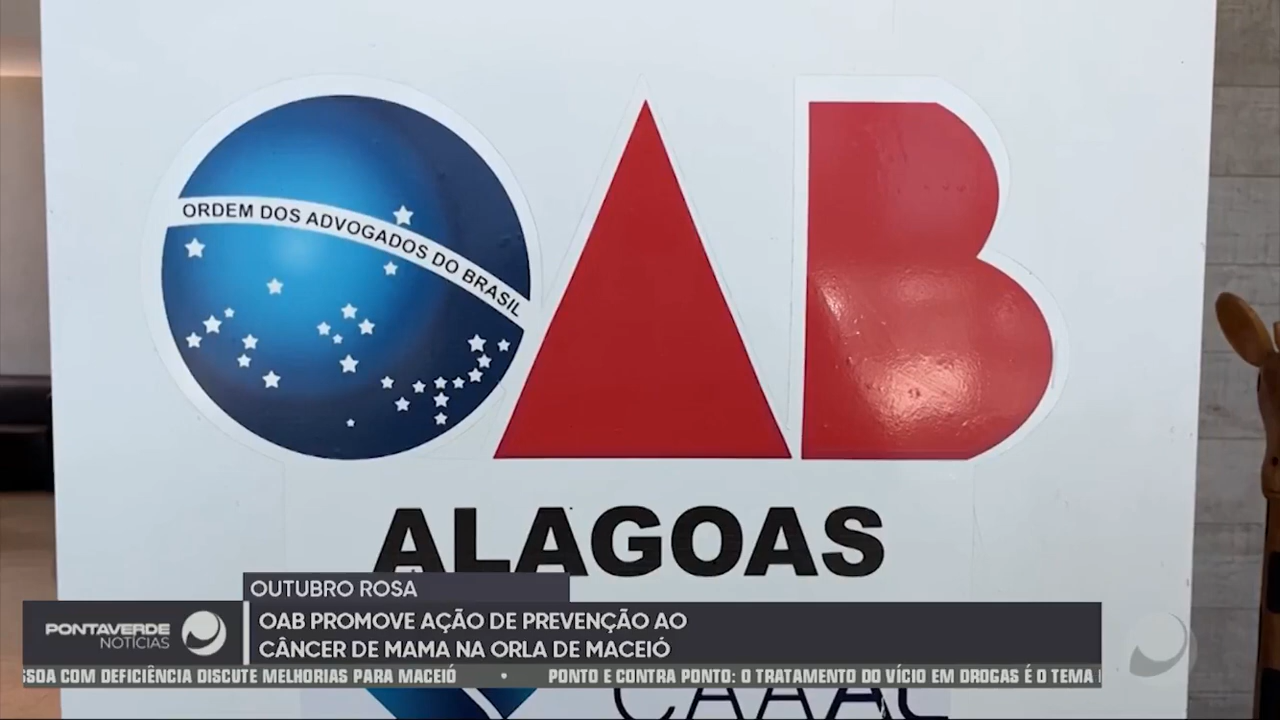 OAB
ORDEM DOS ADVOGADOS DO BRASIL
ALAGOAS
OUTUBRO ROSA
PONTAVERDE
NOTÍCIAS
OAB PROMOVE AÇÃO DE PREVENÇÃO AO
CÂNCER DE MAMA NA ORLA DE MACEIÓ
SSOA COM DEFICIÊNCIA DISCUTE MELHORIAS PARA MACEIÓ • PONTO E CONTRA PONTO: O TRATAMENTO DO VÍCIO EM DROGAS É O TEMA